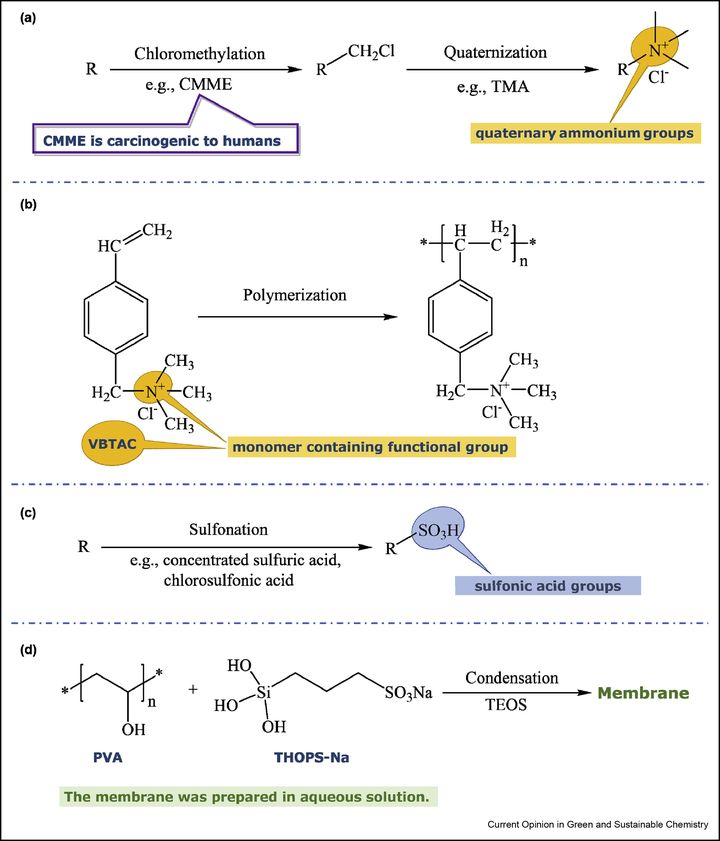 (a)
Chloromethylation
R
e.g., CMME
CH₂Cl
R
Quaternization
e.g., TMA
N⁺
R
Cl⁻
CMME is carcinogenic to humans
quaternary ammonium groups
(b)
HC
CH₂
Polymerization
*
H
C
H₂
C
*
n
H₂C
N⁺
CH₃
CH₃
CH₃
Cl⁻
H₂C
N⁺
CH₃
CH₃
CH₃
Cl⁻
VBTAC
monomer containing functional group
(c)
R
Sulfonation
e.g., concentrated sulfuric acid,
chlorosulfonic acid
SO₃H
R
sulfonic acid groups
(d)
*
*
n
OH
PVA
+
HO
HO
Si
OH
SO₃Na
THOPS-Na
Condensation
TEOS
Membrane
The membrane was prepared in aqueous solution.
Current Opinion in Green and Sustainable Chemistry